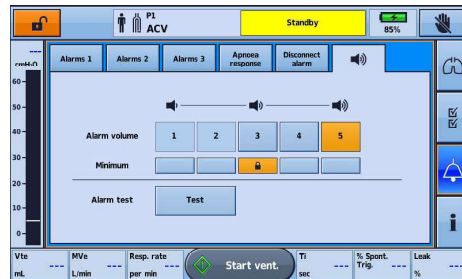 P1
ACV
Standby
85%
---
cmH2O
60
50
40
30
20
10
0
Alarms 1
Alarms 2
Alarms 3
Apnoea response
Disconnect alarm
Alarm volume
1
2
3
4
5
Minimum
Alarm test
Test
Vte
---
mL
MVe
---
L/min
Resp. rate
---
per min
Start vent.
Ti
---
sec
% Spont. Trig.
---
Leak
---
%